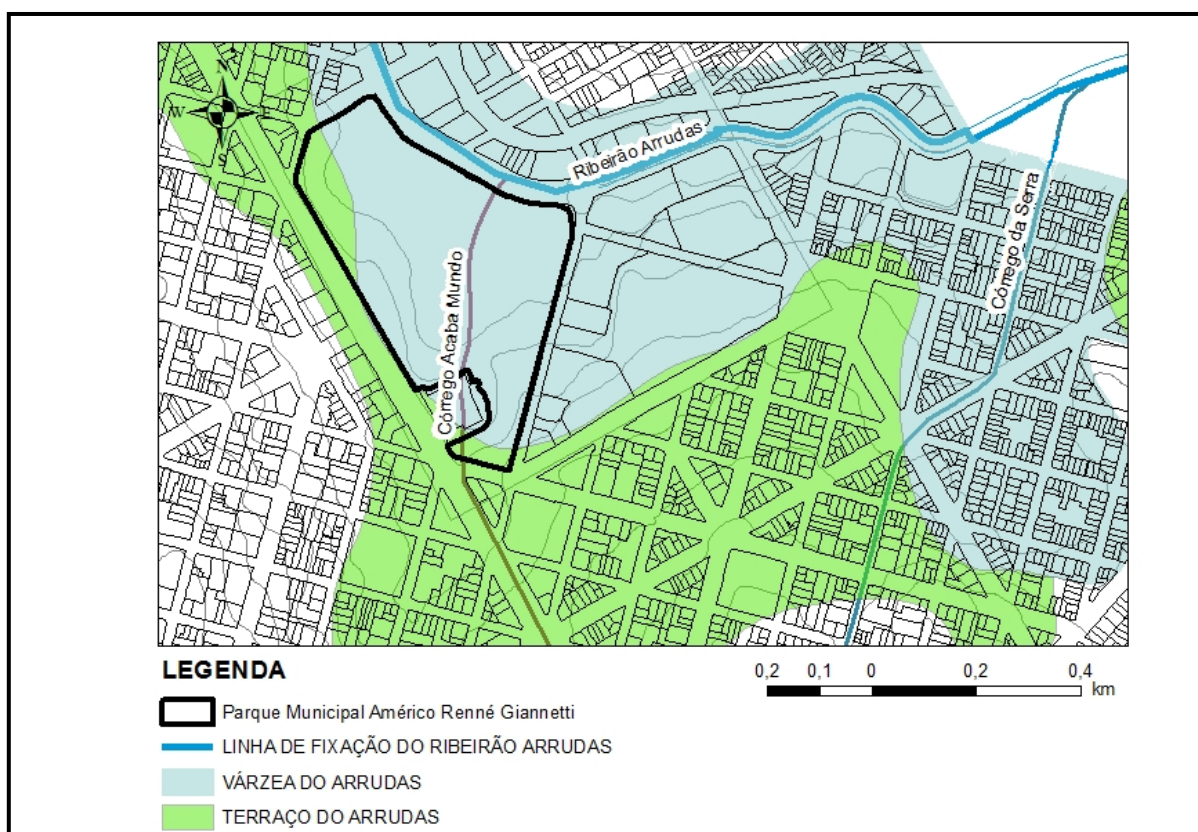 N
W E
S
Ribeirão Arrudas
Córrego da Serra
Córrego Acaba Mundo
LEGENDA
0,2 0,1 0 0,2 0,4
km
Parque Municipal Américo Renné Giannetti
LINHA DE FIXAÇÃO DO RIBEIRÃO ARRUDAS
VÁRZEA DO ARRUDAS
TERRAÇO DO ARRUDAS